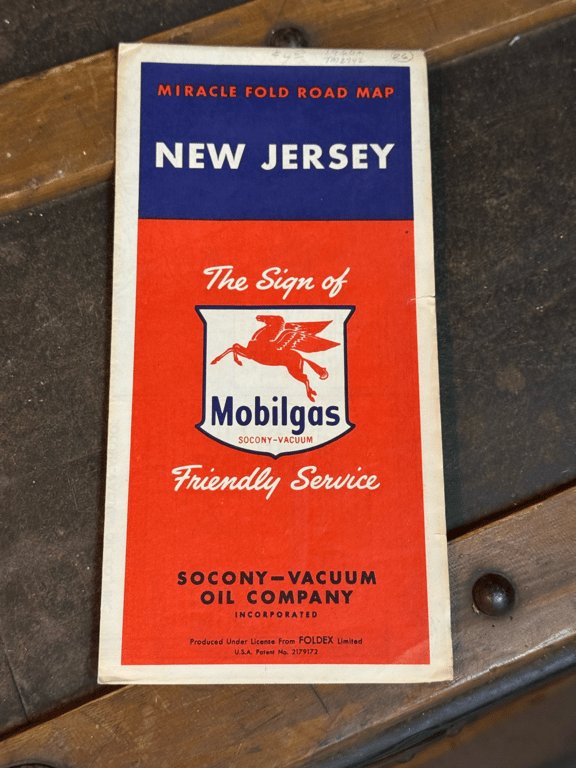 MIRACLE FOLD ROAD MAP
NEW JERSEY
The Sign of
Mobilgas
SOCONY-VACUUM
Friendly Service
SOCONY–VACUUM
OIL COMPANY
INCORPORATED
Produced Under License From FOLDEX Limited
U.S.A. Patent No. 2179172